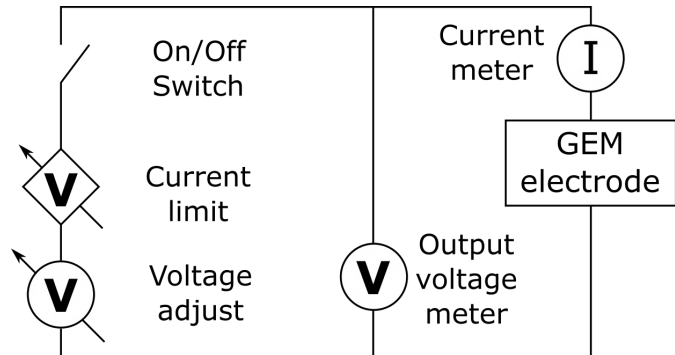 On/Off
Switch
V
Current
limit
V
Voltage
adjust
V
Output
voltage
meter
Current
meter
I
GEM
electrode